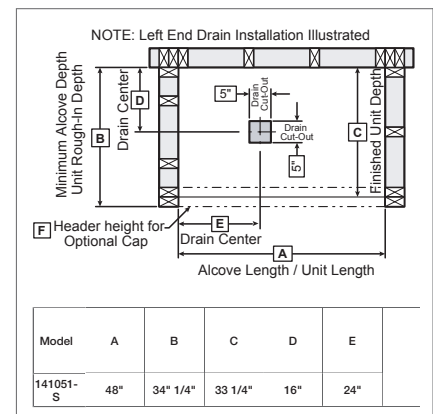 NOTE: Left End Drain Installation Illustrated
Minimum Alcove Depth
Unit Rough-In Depth
B
Drain Center
D
5"
Drain
Cut-Out
Drain
Cut-Out
5"
C
Finished Unit Depth
F Header height for
Optional Cap
E
Drain Center
A
Alcove Length / Unit Length
Model A B C D E
141051-
S 48" 34" 1/4" 33 1/4" 16" 24"